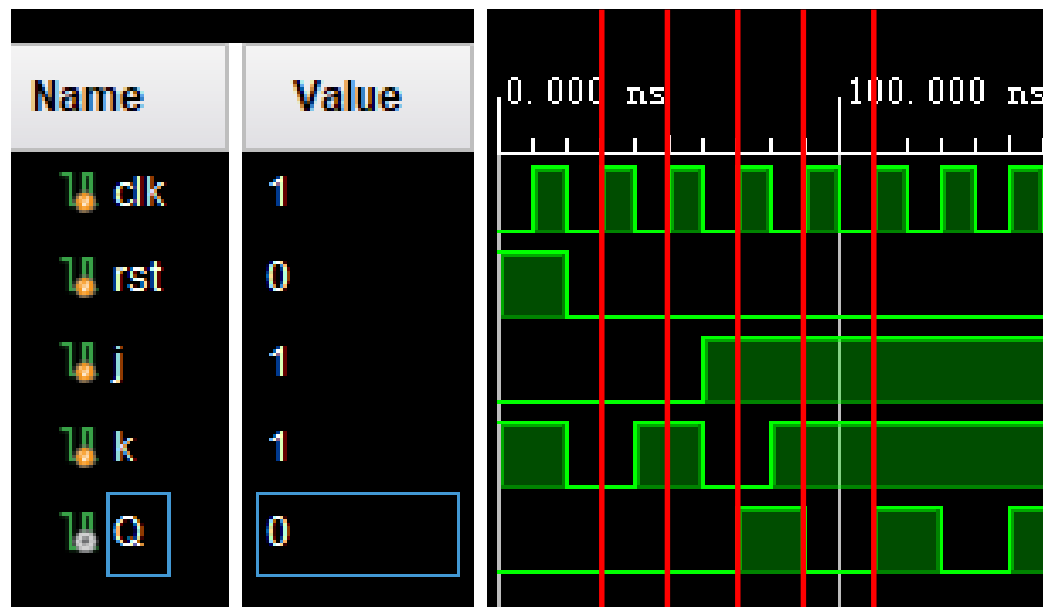 Name Value
0.000 ns 100.000 ns
clk 1
rst 0
j 1
k 1
Q 0